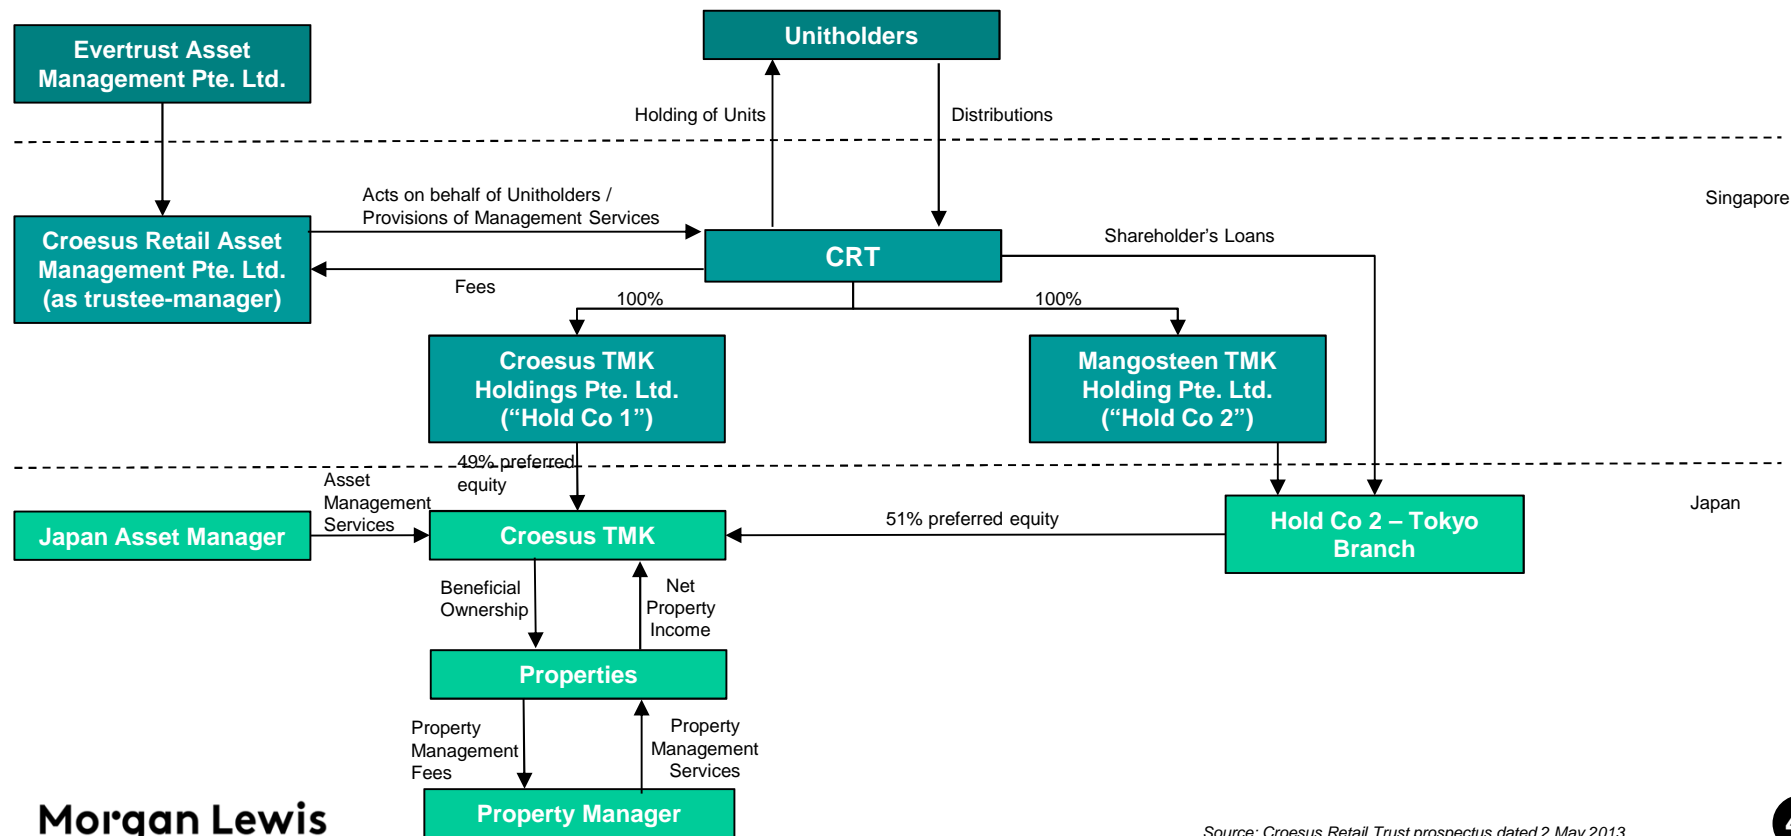 Evertrust Asset
Management Pte. Ltd.
Unitholders
Holding of Units
Distributions
Singapore
Acts on behalf of Unitholders /
Provisions of Management Services
Croesus Retail Asset
Management Pte. Ltd.
(as trustee-manager)
Fees
CRT
Shareholder’s Loans
100%
100%
Croesus TMK
Holdings Pte. Ltd.
(“Hold Co 1”)
Mangosteen TMK
Holding Pte. Ltd.
(“Hold Co 2”)
49% preferred
equity
Asset
Management
Services
Japan
Japan Asset Manager
Croesus TMK
51% preferred equity
Hold Co 2 – Tokyo
Branch
Beneficial
Ownership
Net
Property
Income
Properties
Property
Management
Fees
Property
Management
Services
Property Manager
Morgan Lewis
Source: Croesus Retail Trust prospectus dated 2 May 2013